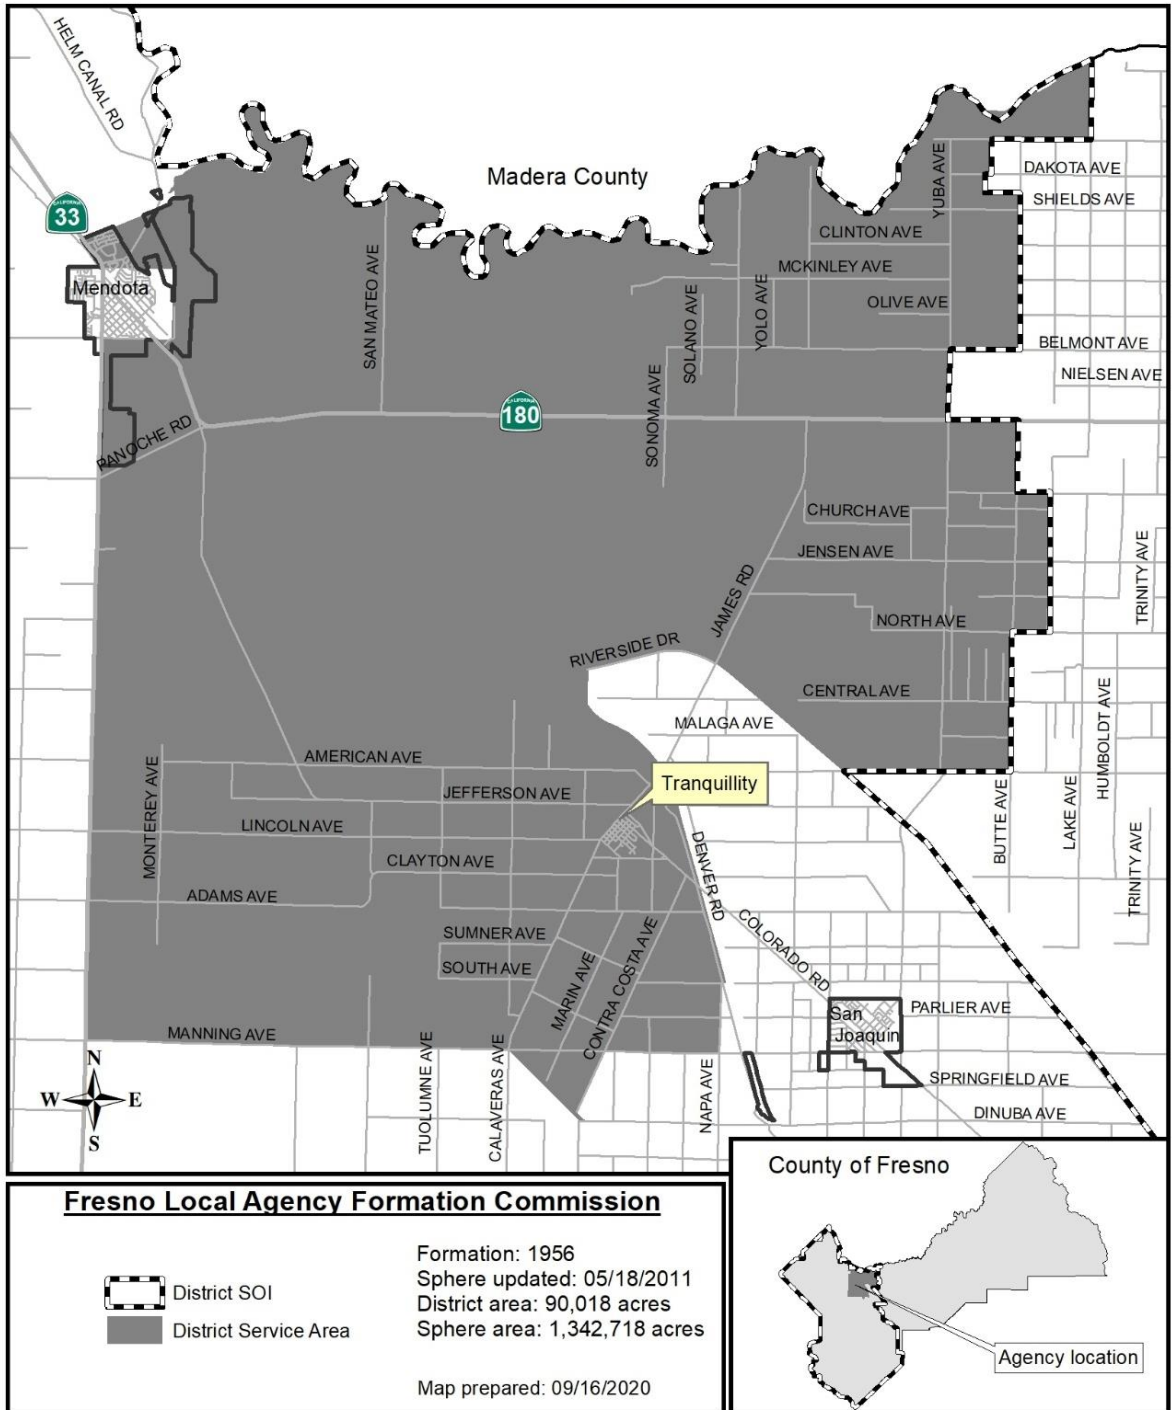 HELM CANAL RD
Madera County
CALIFORNIA
33
Mendota
SAN MATEO AVE
YUBA AVE
DAKOTA AVE
SHIELDS AVE
CLINTON AVE
MCKINLEY AVE
OLIVE AVE
SOLANO AVE
YOLO AVE
BELMONT AVE
NIELSEN AVE
CALIFORNIA
180
SONOMA AVE
PANOCHE RD
CHURCH AVE
JENSEN AVE
TRINITY AVE
JAMES RD
NORTH AVE
RIVERSIDE DR
CENTRAL AVE
MALAGA AVE
HUMBOLDT AVE
AMERICAN AVE
MONTEREY AVE
JEFFERSON AVE
Tranquillity
LINCOLN AVE
CLAYTON AVE
ADAMS AVE
DENVER RD
BUTTE AVE
LAKE AVE
TRINITY AVE
SUMNER AVE
SOUTH AVE
MARIN AVE
CONTRA COSTA AVE
COLORADO RD
PARLIER AVE
San
Joaquin
MANNING AVE
TUOLUMNE AVE
CALAVERAS AVE
NAPA AVE
SPRINGFIELD AVE
DINUBA AVE
N
W E
S
Fresno Local Agency Formation Commission
District SOI
District Service Area
Formation: 1956
Sphere updated: 05/18/2011
District area: 90,018 acres
Sphere area: 1,342,718 acres
Map prepared: 09/16/2020
County of Fresno
Agency location